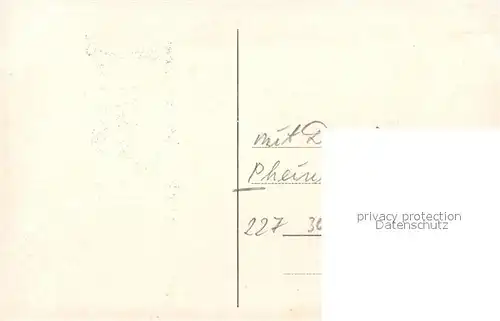 mit
Phein
227 36
privacy protection
Datenschutz